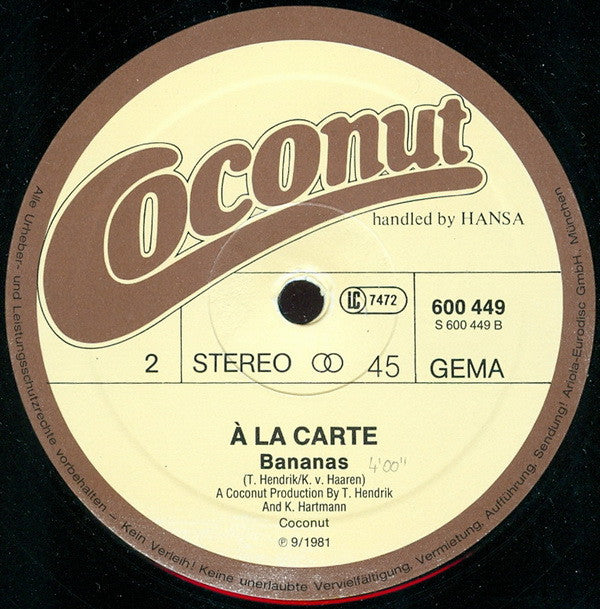 Coconut
handled by HANSA
LC 7472
600 449
S 600 449 B
2
STEREO
45
GEMA
À LA CARTE
Bananas 4'00"
(T. Hendrik/K. v. Haaren)
A Coconut Production By T. Hendrik
And K. Hartmann
Coconut
℗ 9/1981
Alle Urheber- und Leistungsschutzrechte vorbehalten – Kein Verleih! Keine unerlaubte Vervielfältigung, Vermietung, Aufführung, Sendung! Ariola-Eurodisc GmbH., München